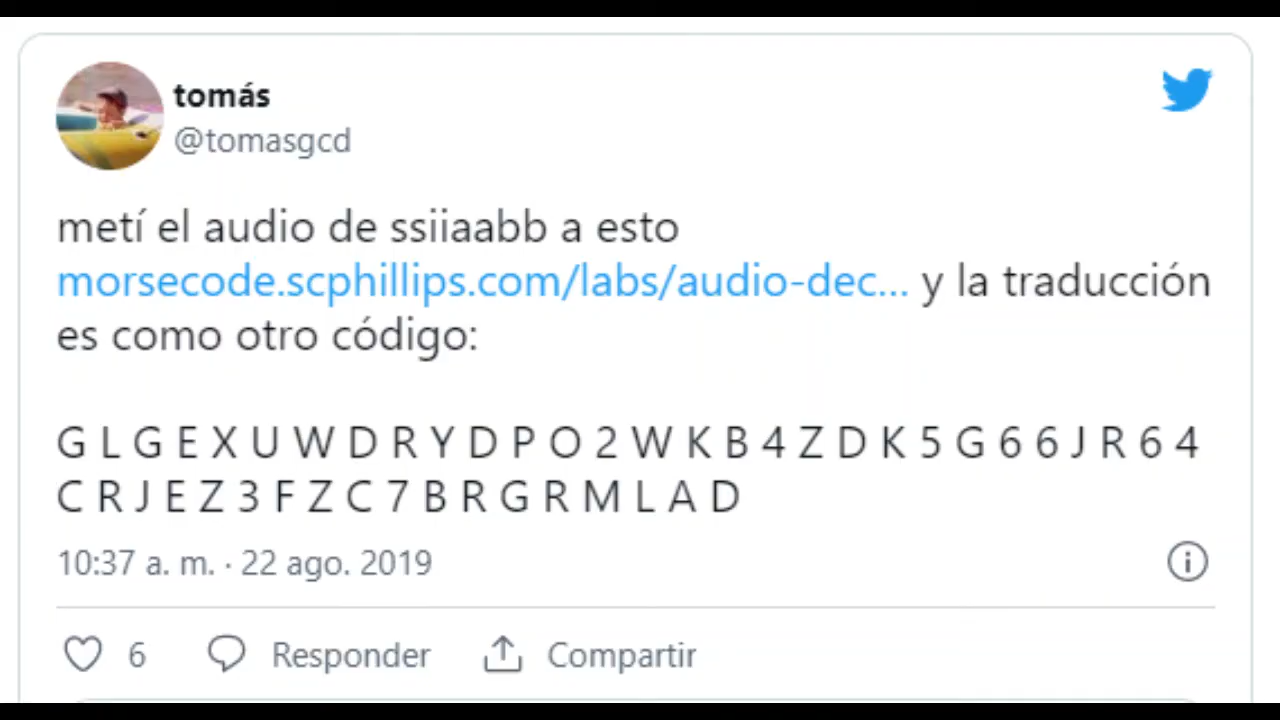 tomás
@tomasgcd
metí el audio de ssiiaabb a esto
morsecode.scphillips.com/labs/audio-dec... y la traducción
es como otro código:
G L G E X U W D R Y D P O 2 W K B 4 Z D K 5 G 6 6 J R 6 4
C R J E Z 3 F Z C 7 B R G R M L A D
10:37 a. m. · 22 ago. 2019
6 Responder Compartir